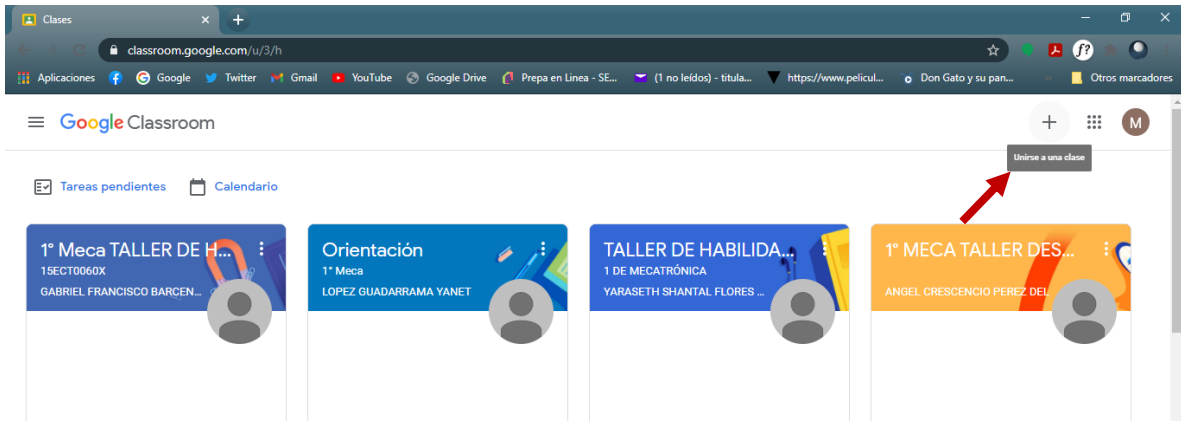 Clases
classroom.google.com/u/3/h
Aplicaciones Google Twitter Gmail YouTube Google Drive Prepa en Linea - SE... (1 no leídos) - titula... https://www.pelicul... Don Gato y su pan... » Otros marcadores
Google Classroom
M
Unirse a una clase
Tareas pendientes Calendario
1° Meca TALLER DE H...
15ECT0060X
GABRIEL FRANCISCO BARCEN...
Orientación
1° Meca
LOPEZ GUADARRAMA YANET
TALLER DE HABILIDA...
1 DE MECATRÓNICA
YARASETH SHANTAL FLORES ...
1° MECA TALLER DES...
ANGEL CRESCENCIO PEREZ DEL